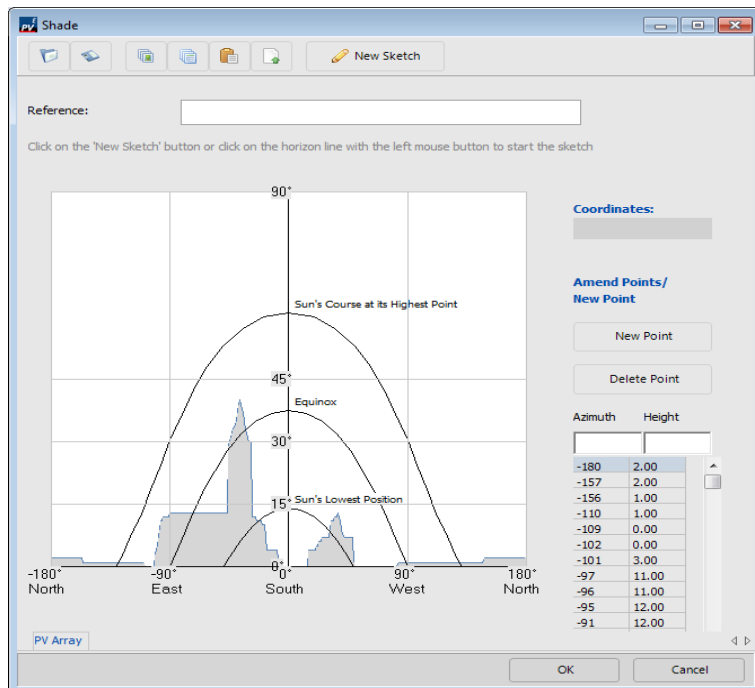 PV Shade
New Sketch
Reference:
Click on the 'New Sketch' button or click on the horizon line with the left mouse button to start the sketch
90°
Coordinates:
Amend Points/
New Point
Sun's Course at its Highest Point
New Point
45°
Delete Point
Equinox
Azimuth Height
30°
-180 2.00
-157 2.00
-156 1.00
15° Sun's Lowest Position
-110 1.00
-109 0.00
-102 0.00
-101 3.00
-97 11.00
-96 11.00
-95 12.00
-91 12.00
0°
-180° -90° 0° 90° 180°
North East South West North
PV Array
OK Cancel